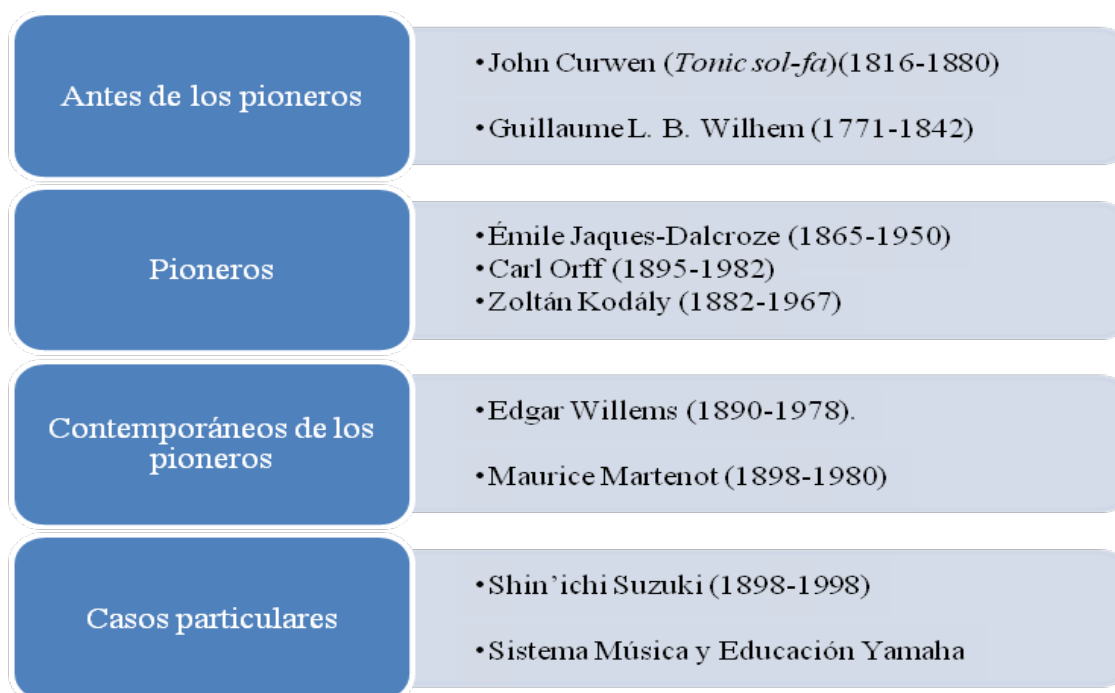 Antes de los pioneros
•John Curwen (Tonic sol-fa)(1816-1880)
•Guillaume L. B. Wilhem (1771-1842)
Pioneros
•Émile Jaques-Dalcroze (1865-1950)
•Carl Orff (1895-1982)
•Zoltán Kodály (1882-1967)
Contemporáneos de los
pioneros
•Edgar Willems (1890-1978).
•Maurice Martenot (1898-1980)
Casos particulares
•Shin’ichi Suzuki (1898-1998)
•Sistema Música y Educación Yamaha